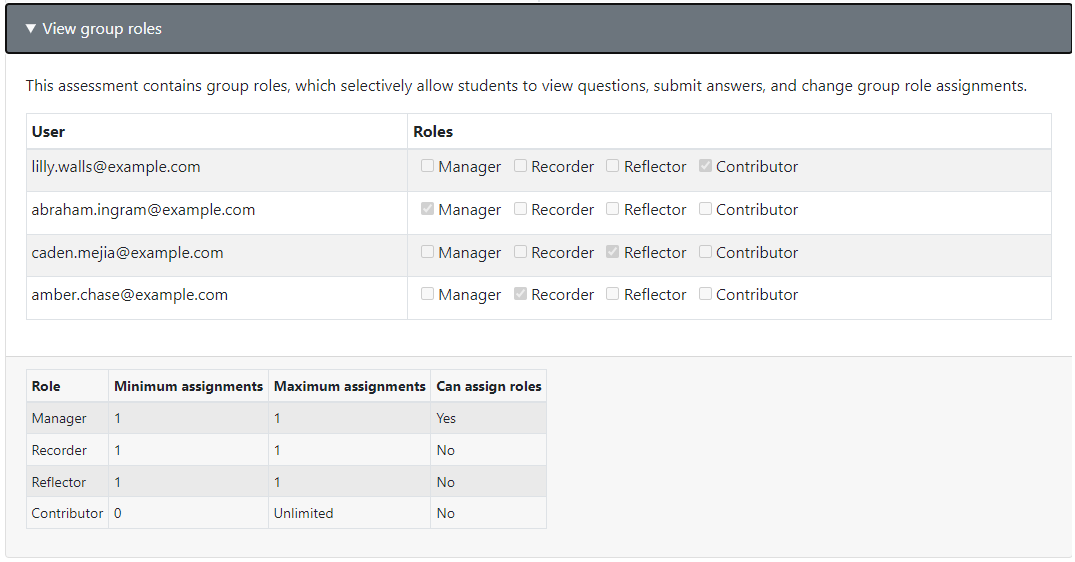 ▼ View group roles
This assessment contains group roles, which selectively allow students to view questions, submit answers, and change group role assignments.
User Roles
lilly.walls@example.com Manager Recorder Reflector Contributor
abraham.ingram@example.com Manager Recorder Reflector Contributor
caden.mejia@example.com Manager Recorder Reflector Contributor
amber.chase@example.com Manager Recorder Reflector Contributor
Role Minimum assignments Maximum assignments Can assign roles
Manager 1 1 Yes
Recorder 1 1 No
Reflector 1 1 No
Contributor 0 Unlimited No